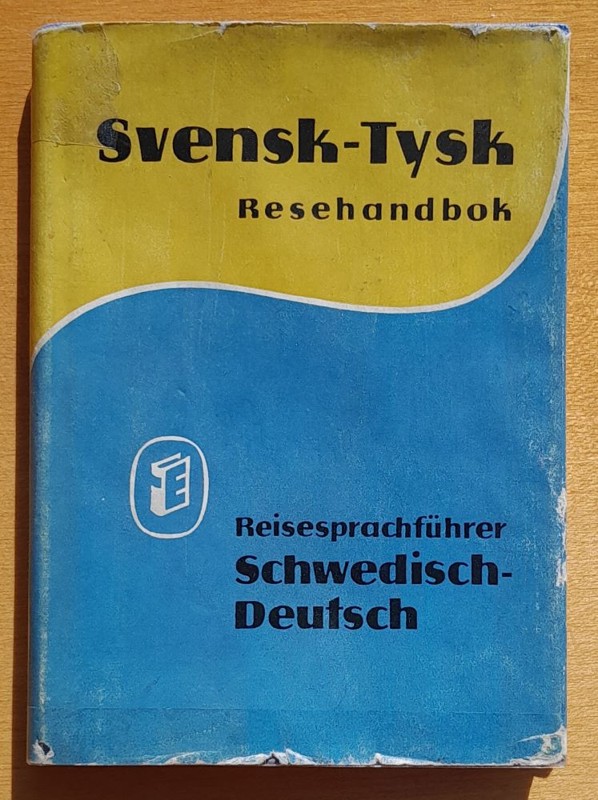 Svensk-Tysk
Resehandbok
Reisesprachführer
Schwedisch-
Deutsch